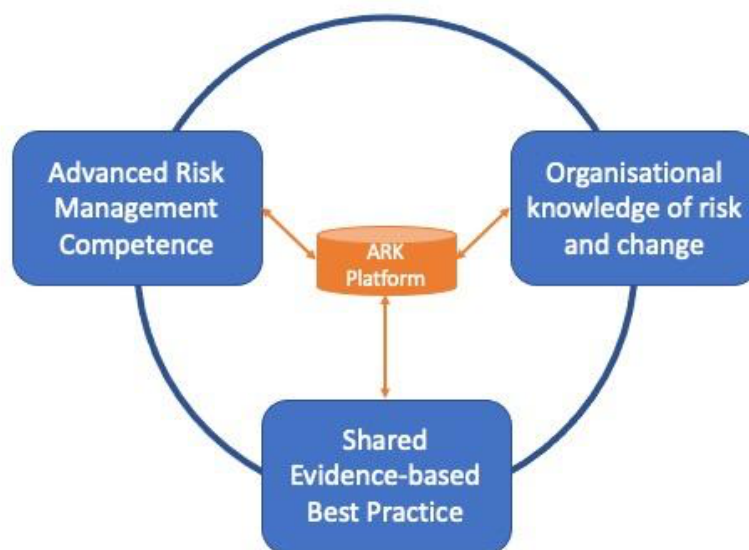 Advanced Risk
Management
Competence
Organisational
knowledge of risk
and change
ARK
Platform
Shared
Evidence-based
Best Practice